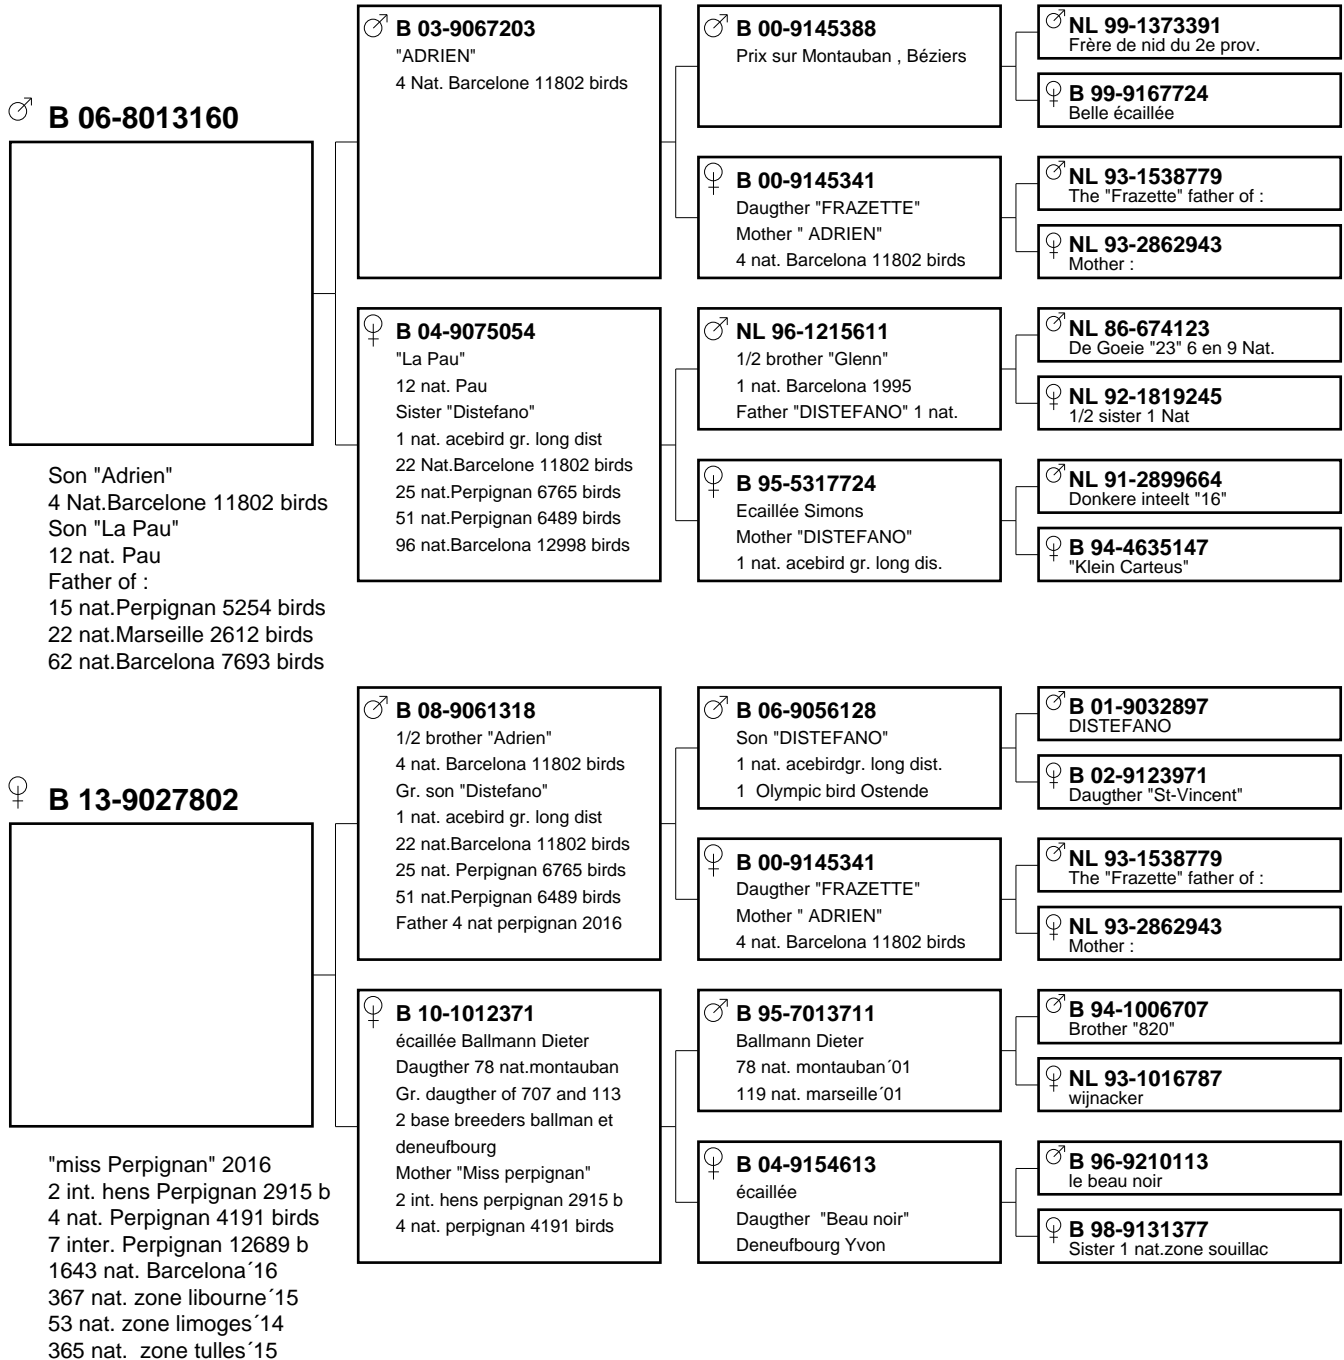 B 06-8013160
Son "Adrien"
4 Nat.Barcelone 11802 birds
Son "La Pau"
12 nat. Pau
Father of :
15 nat.Perpignan 5254 birds
22 nat.Marseille 2612 birds
62 nat.Barcelona 7693 birds
B 03-9067203
"ADRIEN"
4 Nat. Barcelone 11802 birds
B 04-9075054
"La Pau"
12 nat. Pau
Sister "Distefano"
1 nat. acebird gr. long dist
22 Nat.Barcelone 11802 birds
25 nat.Perpignan 6765 birds
51 nat.Perpignan 6489 birds
96 nat.Barcelona 12998 birds
B 00-9145388
Prix sur Montauban , Béziers
B 00-9145341
Daugther "FRAZETTE"
Mother " ADRIEN"
4 nat. Barcelona 11802 birds
NL 96-1215611
1/2 brother "Glenn"
1 nat. Barcelona 1995
Father "DISTEFANO" 1 nat.
B 95-5317724
Ecaillée Simons
Mother "DISTEFANO"
1 nat. acebird gr. long dis.
NL 99-1373391
Frère de nid du 2e prov.
B 99-9167724
Belle écaillée
NL 93-1538779
The "Frazette" father of :
NL 93-2862943
Mother :
NL 86-674123
De Goeie "23" 6 en 9 Nat.
NL 92-1819245
1/2 sister 1 Nat
NL 91-2899664
Donkere inteelt "16"
B 94-4635147
"Klein Carteus"
B 13-9027802
"miss Perpignan" 2016
2 int. hens Perpignan 2915 b
4 nat. Perpignan 4191 birds
7 inter. Perpignan 12689 b
1643 nat. Barcelona´16
367 nat. zone libourne´15
53 nat. zone limoges´14
365 nat.  zone tulles´15
B 08-9061318
1/2 brother "Adrien"
4 nat. Barcelona 11802 birds
Gr. son "Distefano"
1 nat. acebird gr. long dist
22 nat.Barcelona 11802 birds
25 nat. Perpignan 6765 birds
51 nat.Perpignan 6489 birds
Father 4 nat perpignan 2016
B 10-1012371
écaillée Ballmann Dieter
Daugther 78 nat.montauban
Gr. daugther of 707 and 113
2 base breeders ballman et
deneufbourg
Mother "Miss perpignan"
2 int. hens perpignan 2915 b
4 nat. perpignan 4191 birds
B 06-9056128
Son "DISTEFANO"
1 nat. acebirdgr. long dist.
1  Olympic bird Ostende
B 00-9145341
Daugther "FRAZETTE"
Mother " ADRIEN"
4 nat. Barcelona 11802 birds
B 95-7013711
Ballmann Dieter
78 nat. montauban´01
119 nat. marseille´01
B 04-9154613
écaillée
Daugther  "Beau noir"
Deneufbourg Yvon
B 01-9032897
DISTEFANO
B 02-9123971
Daugther "St-Vincent"
NL 93-1538779
The "Frazette" father of :
NL 93-2862943
Mother :
B 94-1006707
Brother "820"
NL 93-1016787
wijnacker
B 96-9210113
le beau noir
B 98-9131377
Sister 1 nat.zone souillac